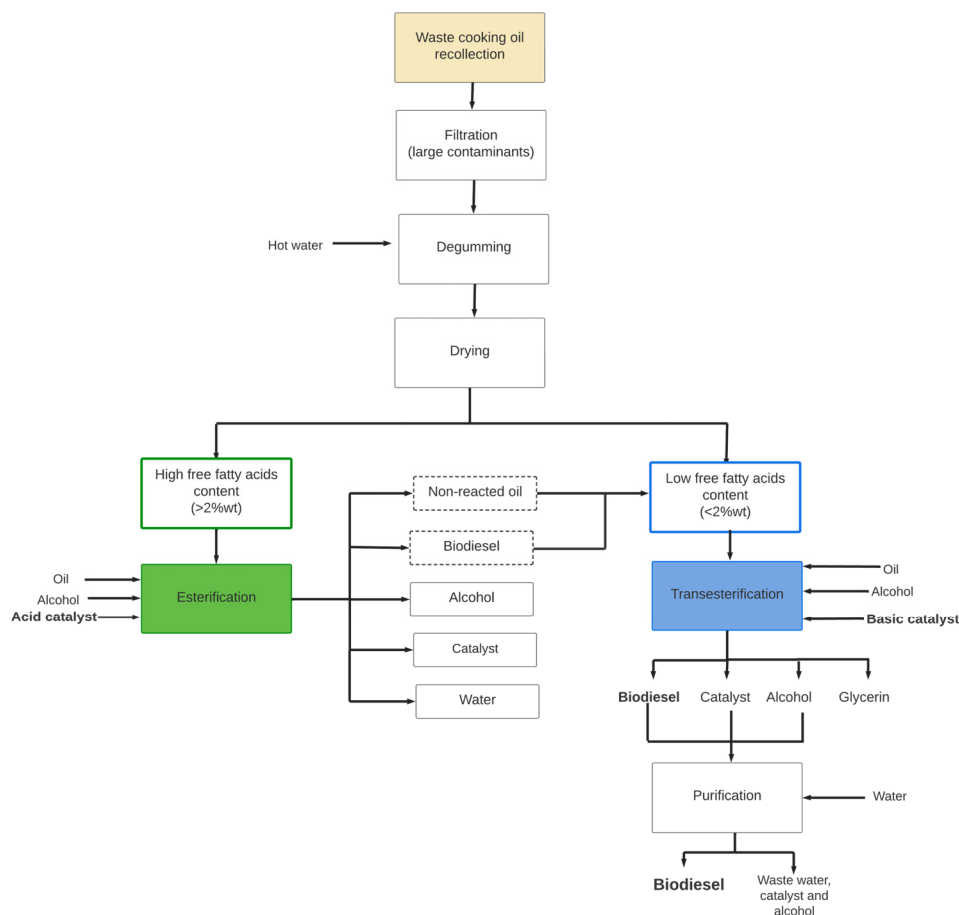 Waste cooking oil
recollection
Filtration
(large contaminants)
Hot water
Degumming
Drying
High free fatty acids
content
(>2%wt)
Non-reacted oil
Low free fatty acids
content
(<2%wt)
Biodiesel
Oil
Alcohol
Acid catalyst
Esterification
Alcohol
Catalyst
Water
Transesterification
Oil
Alcohol
Basic catalyst
Biodiesel
Catalyst
Alcohol
Glycerin
Purification
Water
Biodiesel
Waste water,
catalyst and
alcohol